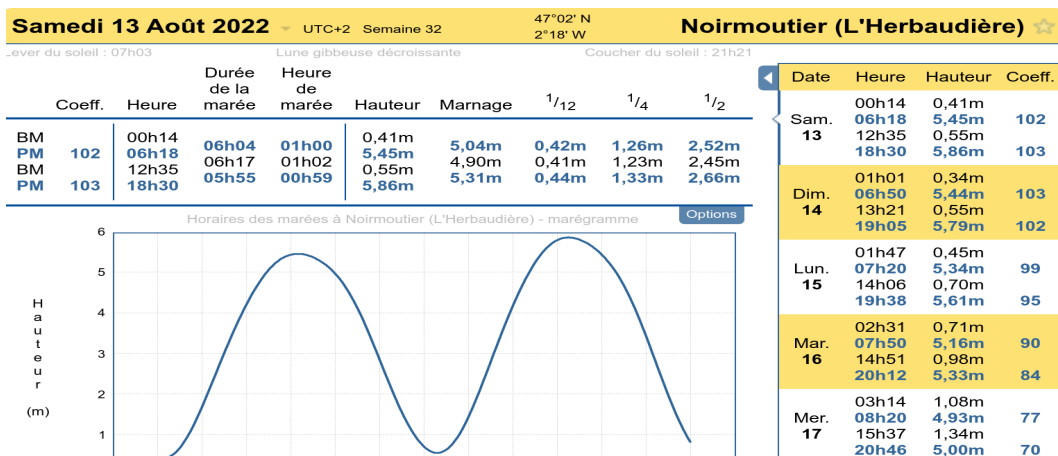 Samedi 13 Août 2022 UTC+2 Semaine 32 47°02' N Noirmoutier (L'Herbaudière)
2°18' W
Lever du soleil : 07h03 Lune gibbeuse décroissante Coucher du soleil : 21h21
Durée Heure
de la de
Coeff. Heure marée marée Hauteur Marnage 1/12 1/4 1/2
BM 00h14 0,41m
06h04 01h00 5,04m 0,42m 1,26m 2,52m
PM 102 06h18 5,45m
06h17 01h02 4,90m 0,41m 1,23m 2,45m
BM 12h35 0,55m
05h55 00h59 5,31m 0,44m 1,33m 2,66m
PM 103 18h30 5,86m
Horaires des marées à Noirmoutier (L'Herbaudière) - marégramme Options
6
5
4
3
2
1
Hauteur
(m)
Date Heure Hauteur Coeff.
Sam.
13
00h14 0,41m
06h18 5,45m 102
12h35 0,55m
18h30 5,86m 103
Dim.
14
01h01 0,34m
06h50 5,44m 103
13h21 0,55m
19h05 5,79m 102
Lun.
15
01h47 0,45m
07h20 5,34m 99
14h06 0,70m
19h38 5,61m 95
Mar.
16
02h31 0,71m
07h50 5,16m 90
14h51 0,98m
20h12 5,33m 84
Mer.
17
03h14 1,08m
08h20 4,93m 77
15h37 1,34m
20h46 5,00m 70